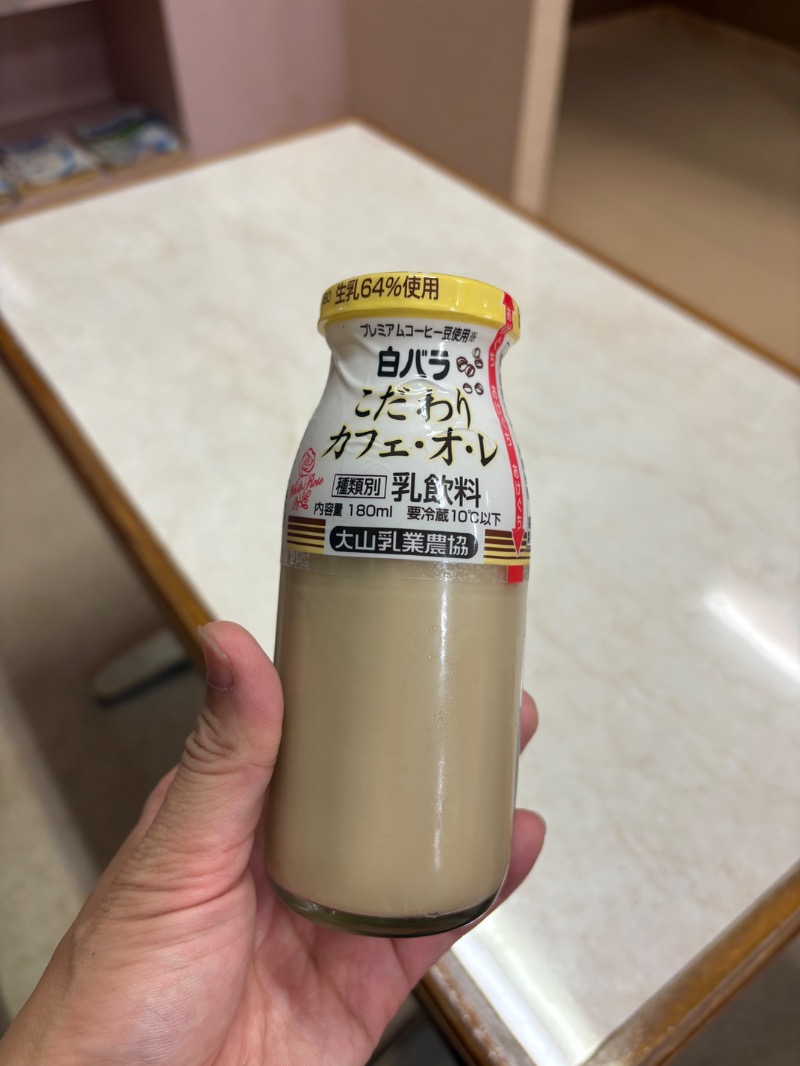 生乳64%使用
プレミアムコーヒー豆使用※
白バラ
こだわり
カフェ・オ・レ
種類別 乳飲料
内容量 180ml 要冷蔵10℃以下
大山乳業農協
White Rose